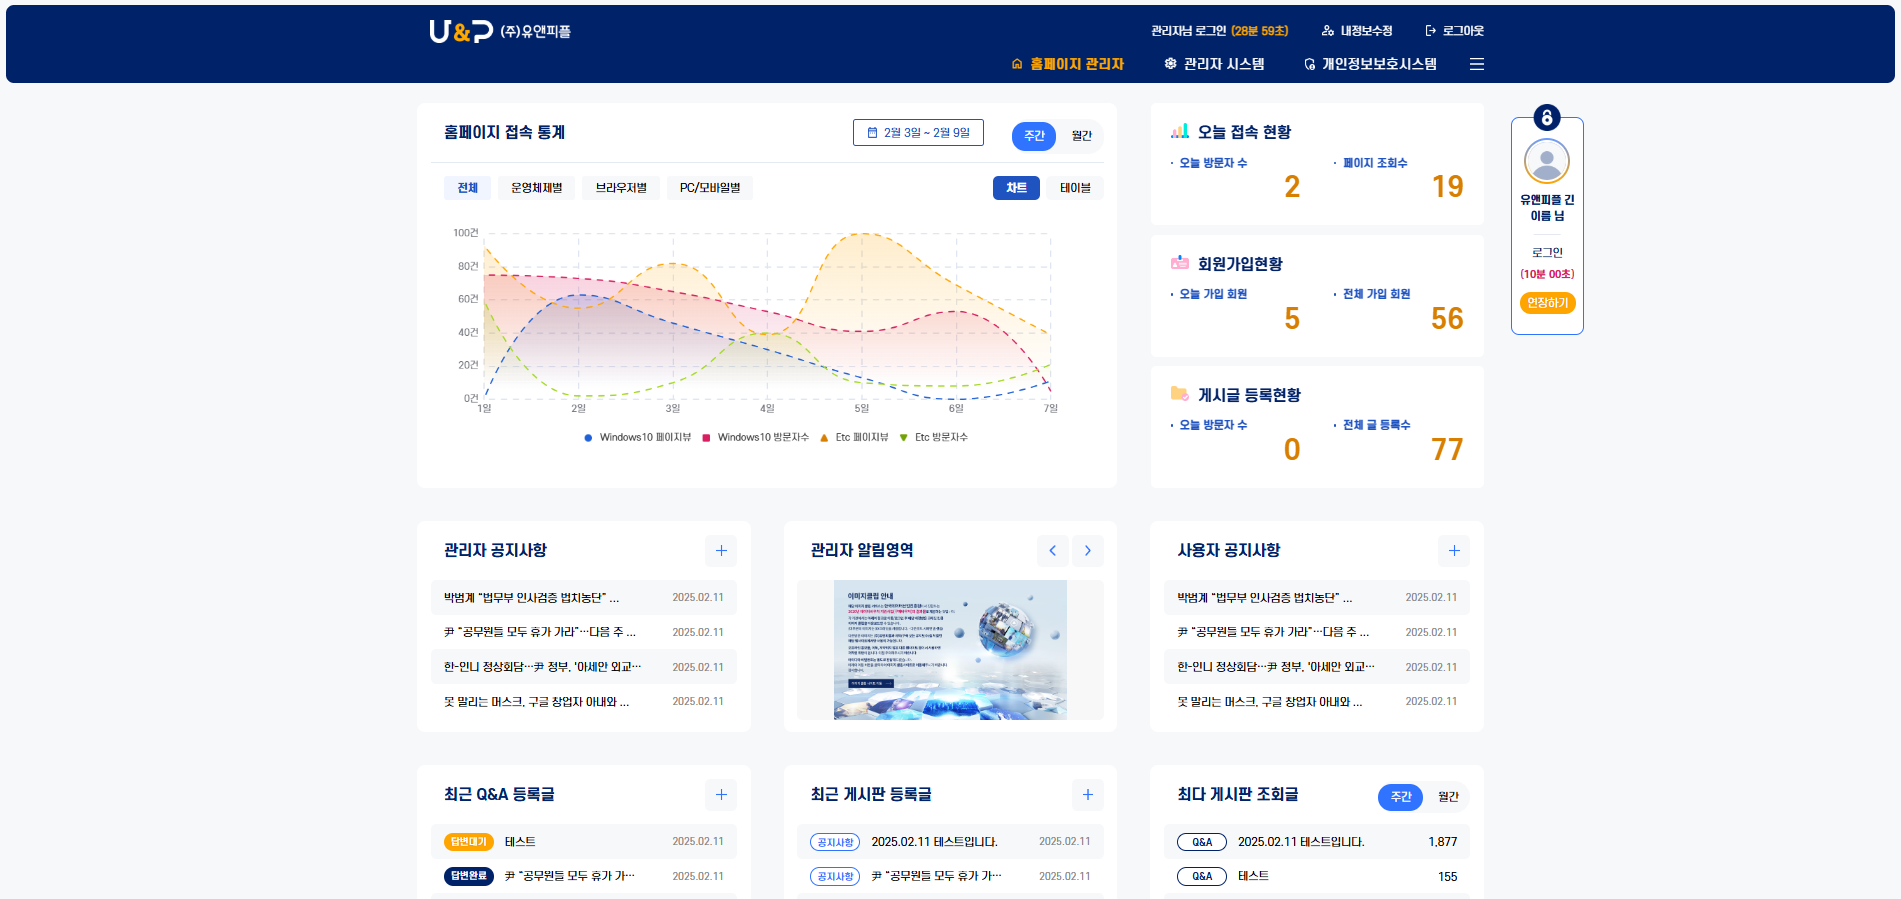 U&P (주)유앤피플
관리자님 로그인 (28분 59초) 내정보수정 로그아웃
홈페이지 관리자 관리자 시스템 개인정보보호시스템
홈페이지 접속 통계
2월 3일 ~ 2월 9일
주간 월간
전체 운영체제별 브라우저별 PC/모바일별
차트 테이블
100건
80건
60건
40건
20건
0건
1일 2일 3일 4일 5일 6일 7일
Windows10 페이지뷰 Windows10 방문자수 Etc 페이지뷰 Etc 방문자수
오늘 접속 현황
· 오늘 방문자 수 · 페이지 조회수
2 19
회원가입현황
· 오늘 가입 회원 · 전체 가입 회원
5 56
게시글 등록현황
· 오늘 방문자 수 · 전체 글 등록수
0 77
유앤피플 긴
이름 님
로그인
(10분 00초)
연장하기
관리자 공지사항
박범계 "법무부 인사검증 법치농단" ... 2025.02.11
尹 "공무원들 모두 휴가 가라"…다음 주 ... 2025.02.11
한-인니 정상회담…尹 정부, '아세안 외교… 2025.02.11
못 말리는 머스크, 구글 창업자 아내와 ... 2025.02.11
관리자 알림영역
이미지클립 안내
사용자 공지사항
박범계 "법무부 인사검증 법치농단" ... 2025.02.11
尹 "공무원들 모두 휴가 가라"…다음 주 ... 2025.02.11
한-인니 정상회담…尹 정부, '아세안 외교… 2025.02.11
못 말리는 머스크, 구글 창업자 아내와 ... 2025.02.11
최근 Q&A 등록글
답변대기 테스트 2025.02.11
답변완료 尹 "공무원들 모두 휴가 가… 2025.02.11
최근 게시판 등록글
공지사항 2025.02.11 테스트입니다. 2025.02.11
공지사항 尹 "공무원들 모두 휴가 가… 2025.02.11
최다 게시판 조회글
주간 월간
Q&A 2025.02.11 테스트입니다. 1,877
Q&A 테스트 155